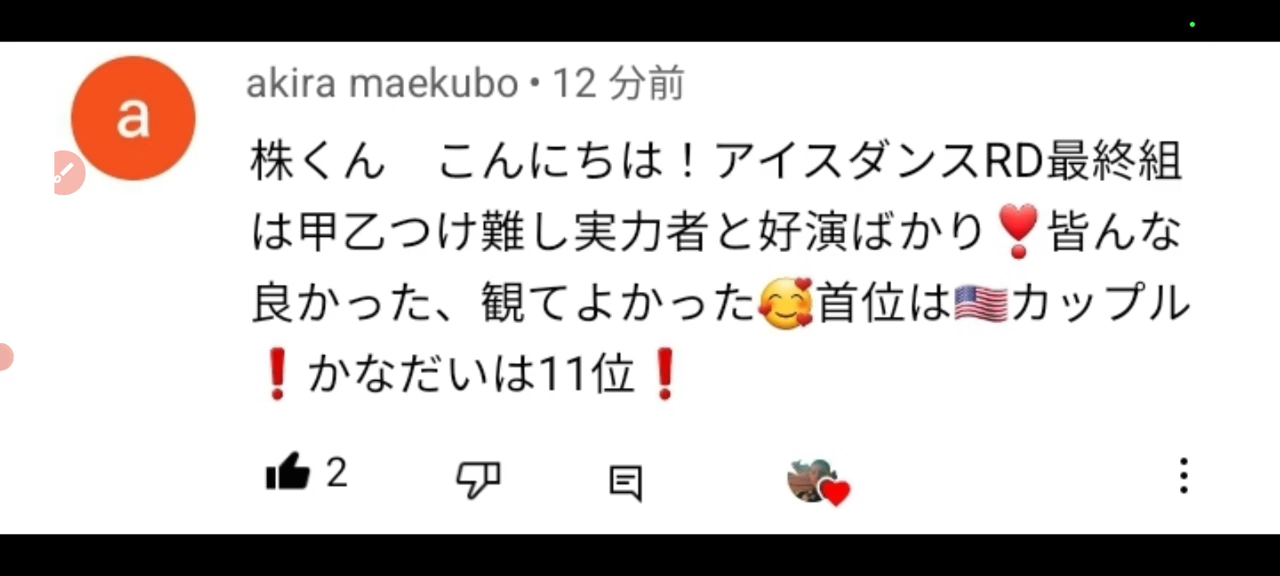 a
akira maekubo • 12 分前
株くん　こんにちは！アイスダンスRD最終組
は甲乙つけ難し実力者と好演ばかり❣️皆んな
良かった、観てよかった🥰首位は🇺🇸カップル
❗かなだいは11位❗
2